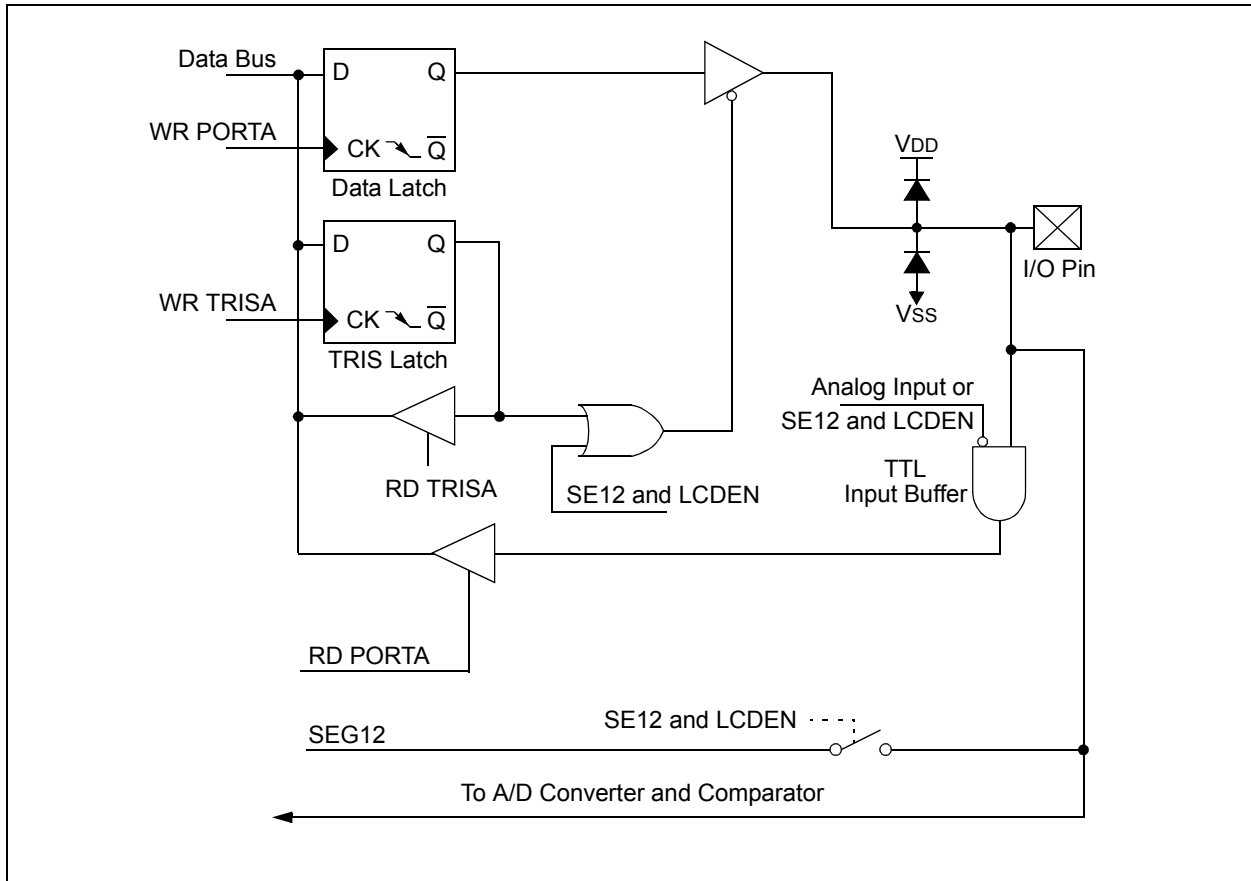 Data Bus
D Q
WR PORTA
CK Q
Data Latch
VDD
D Q
I/O Pin
WR TRISA
CK Q
VSS
TRIS Latch
Analog Input or
SE12 and LCDEN
TTL
Input Buffer
RD TRISA
SE12 and LCDEN
RD PORTA
SE12 and LCDEN
SEG12
To A/D Converter and Comparator